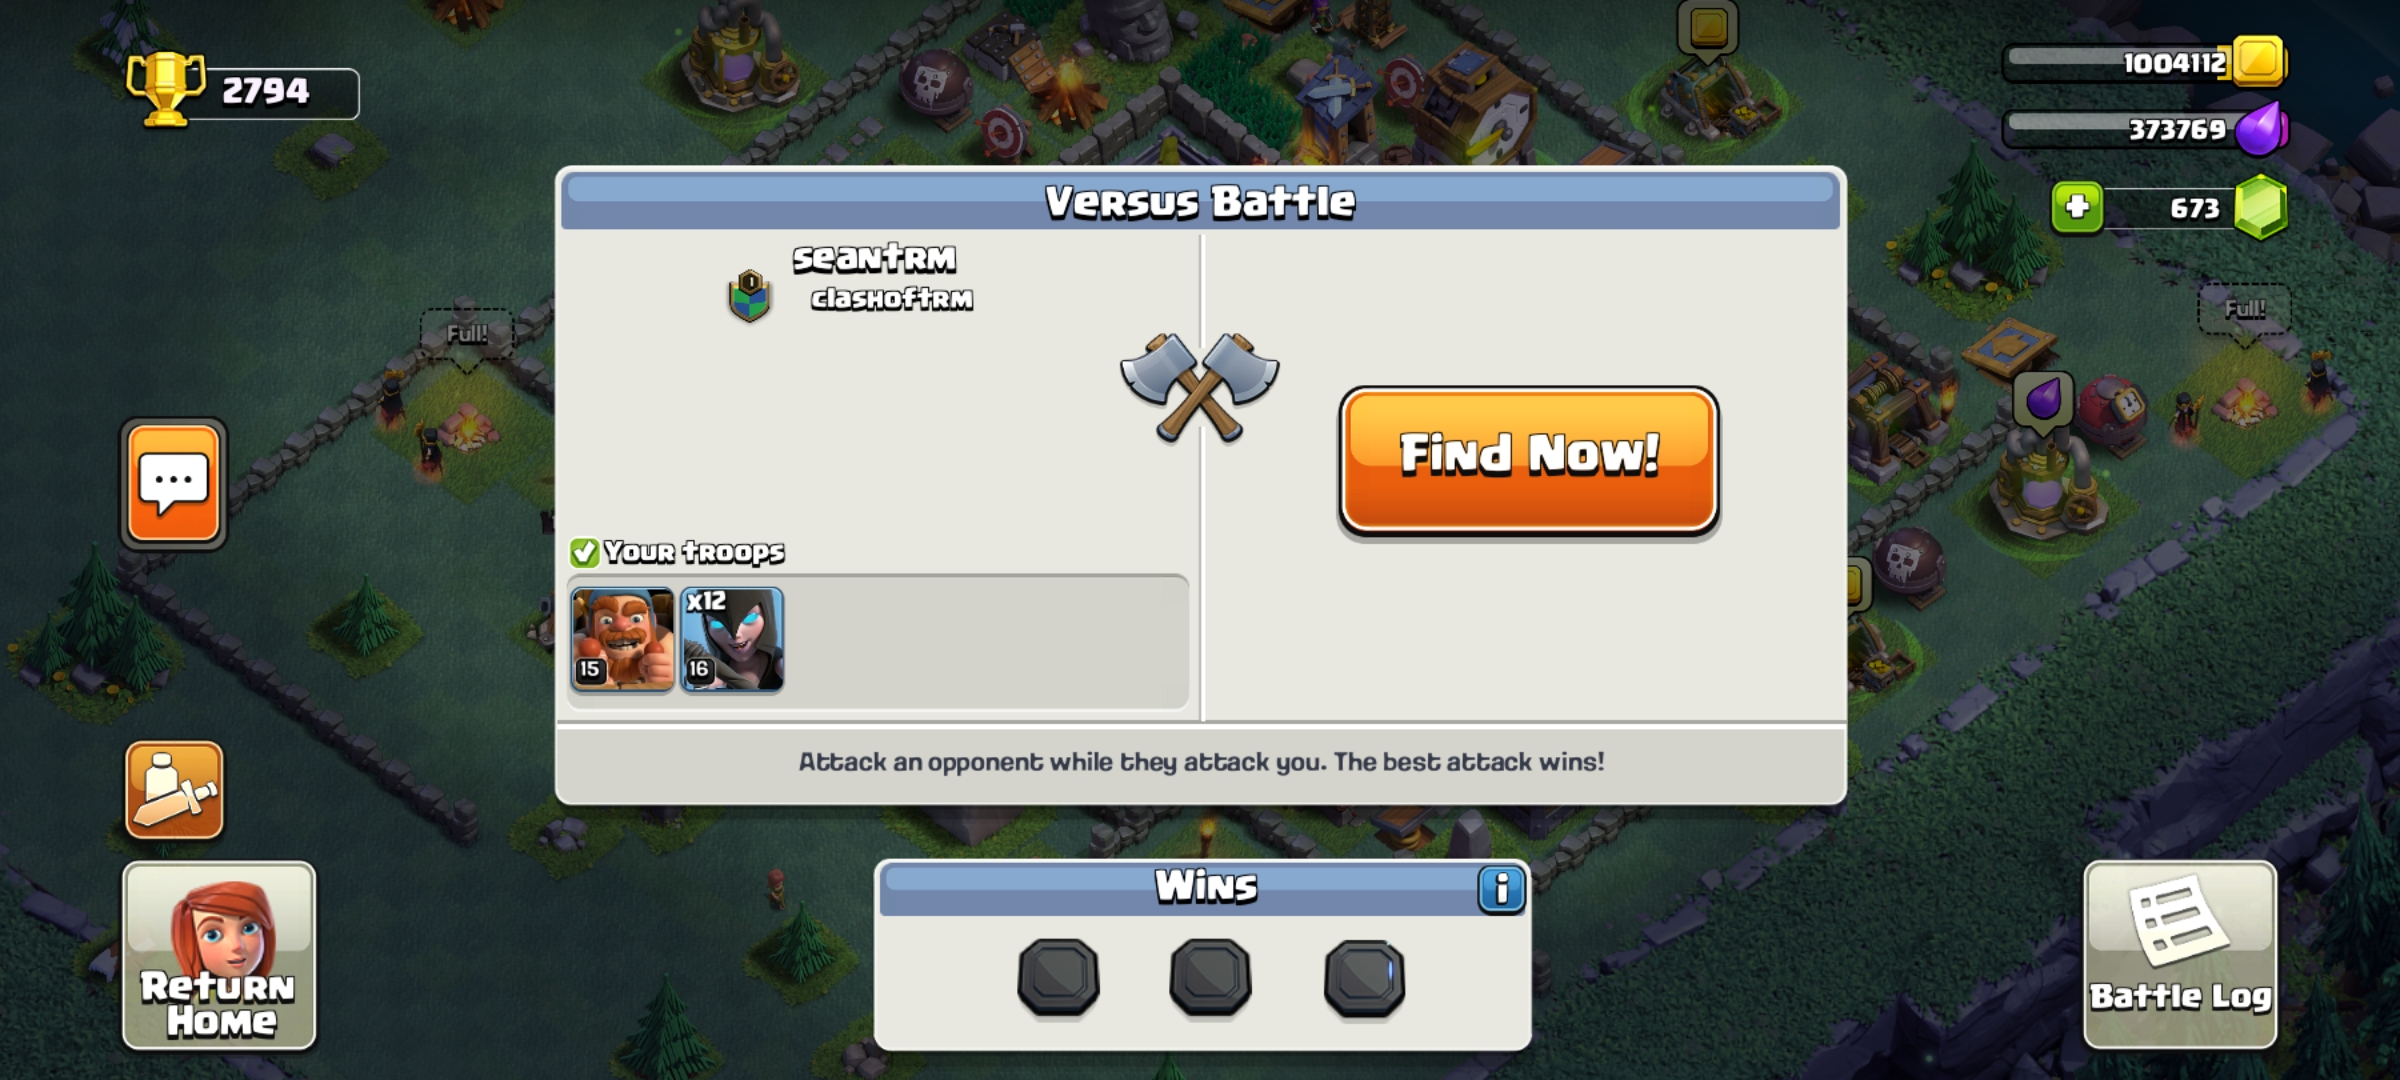 2794
1004112
373769
673
Versus Battle
seantrm
1
clashoftrm
Full!
Full!
Find Now!
Your troops
15
x12
16
Attack an opponent while they attack you. The best attack wins!
Wins
i
Return
Home
Battle Log